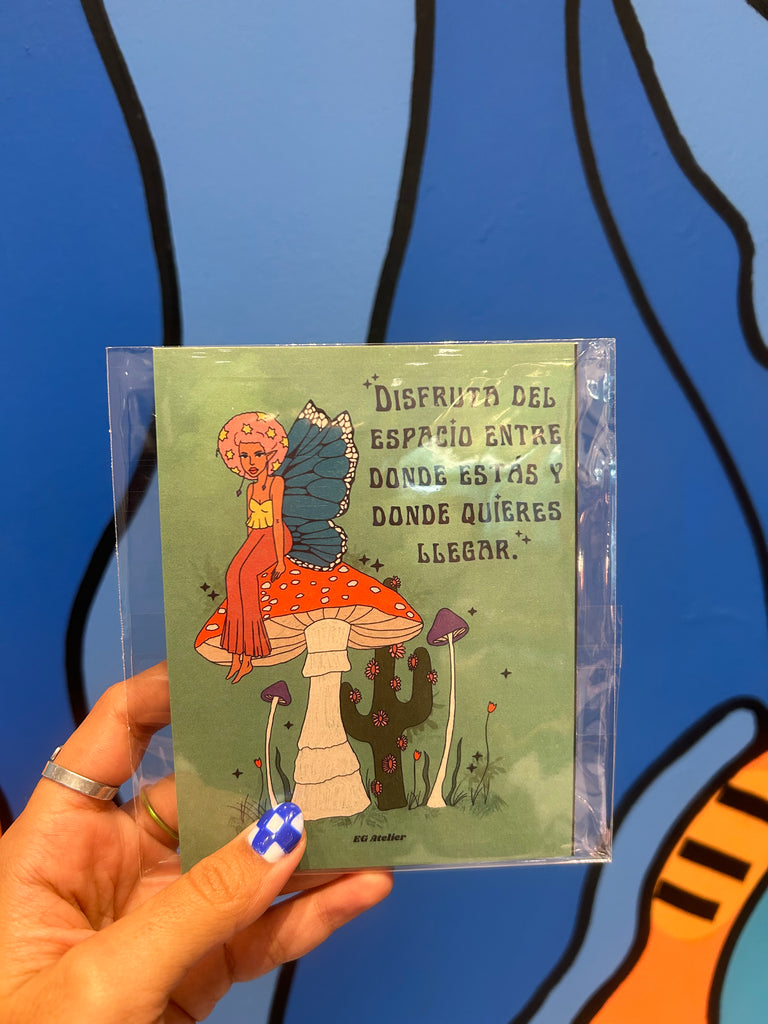 DISFRUTA DEL
ESPACIO ENTRE
DONDE ESTÁS Y
DONDE QUIERES
LLEGAR.
EG Atelier